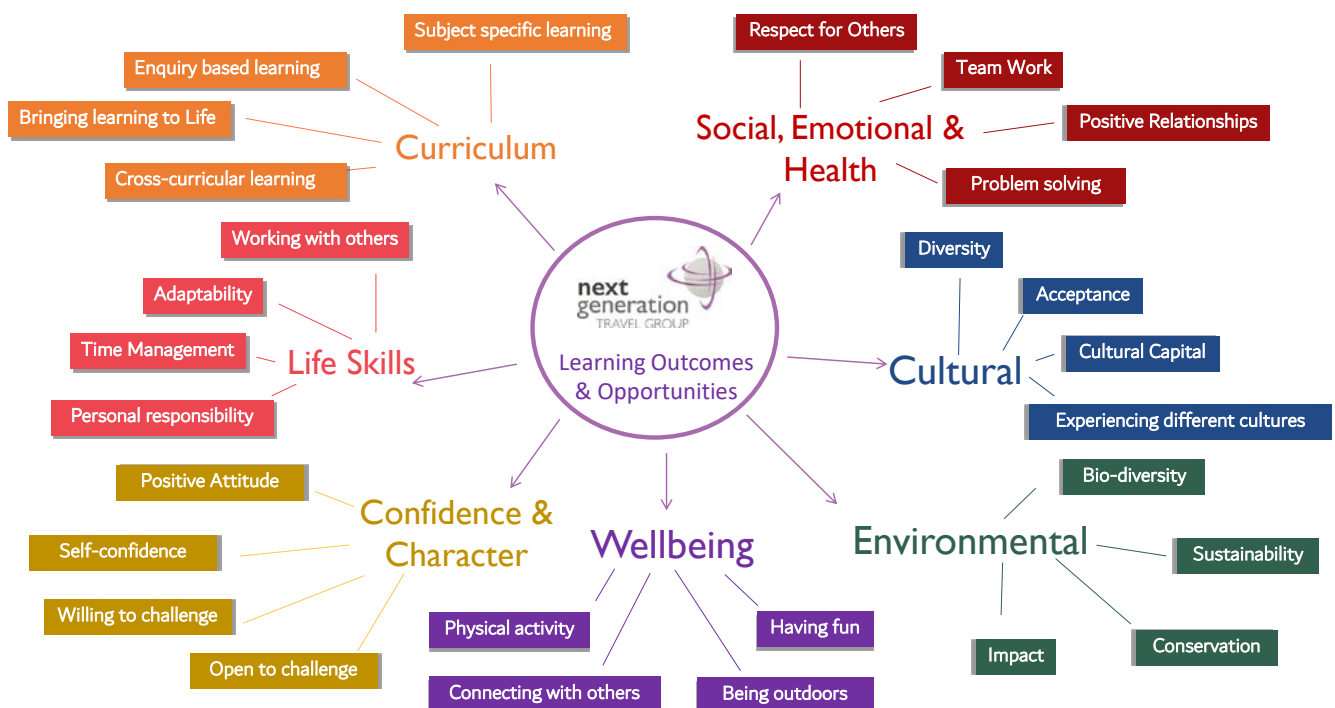 Subject specific learning
Enquiry based learning
Bringing learning to Life
Curriculum
Cross-curricular learning
Respect for Others
Team Work
Positive Relationships
Social, Emotional &
Health
Problem solving
Working with others
Adaptability
Time Management
Life Skills
Personal responsibility
next
generation
TRAVEL GROUP
Learning Outcomes
& Opportunities
Diversity
Acceptance
Cultural Capital
Cultural
Experiencing different cultures
Positive Attitude
Confidence &
Character
Self-confidence
Willing to challenge
Open to challenge
Wellbeing
Physical activity
Having fun
Connecting with others
Being outdoors
Bio-diversity
Environmental
Sustainability
Conservation
Impact